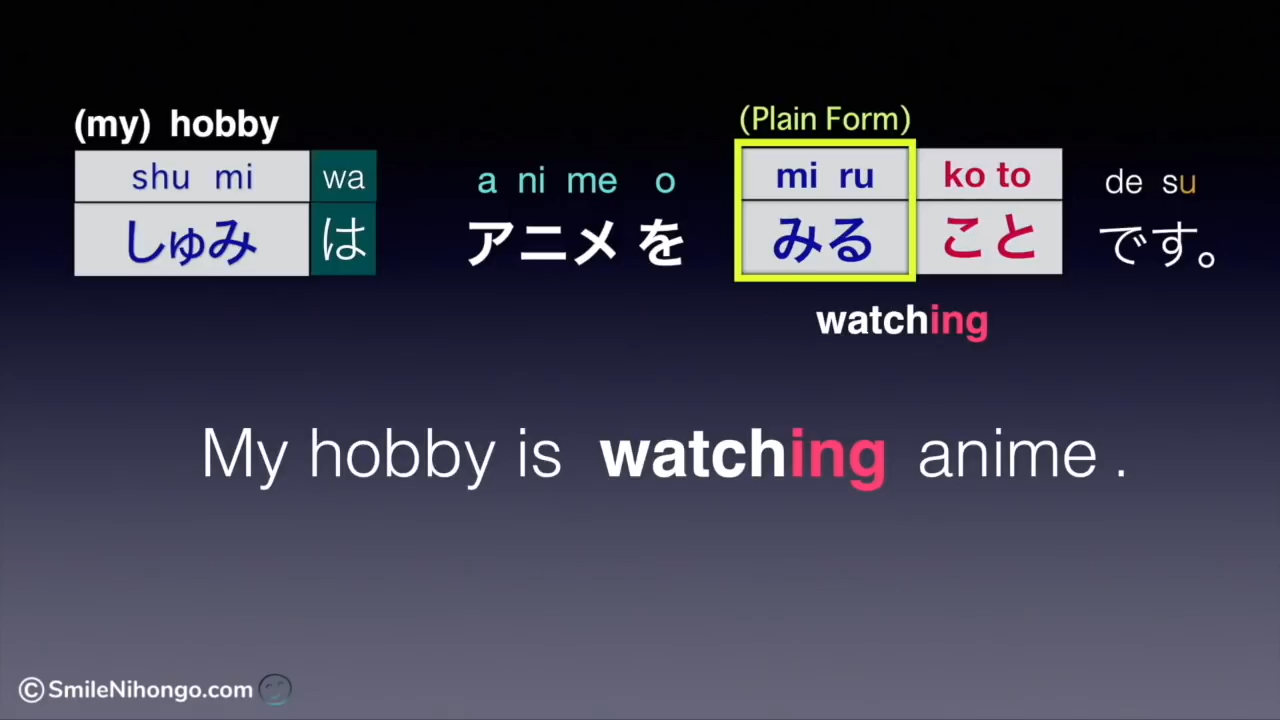 (my) hobby (Plain Form)
shu mi wa a ni me o mi ru ko to de su
しゅみ は アニメ を みる こと です。
watching
My hobby is watching anime .
©SmileNihongo.com